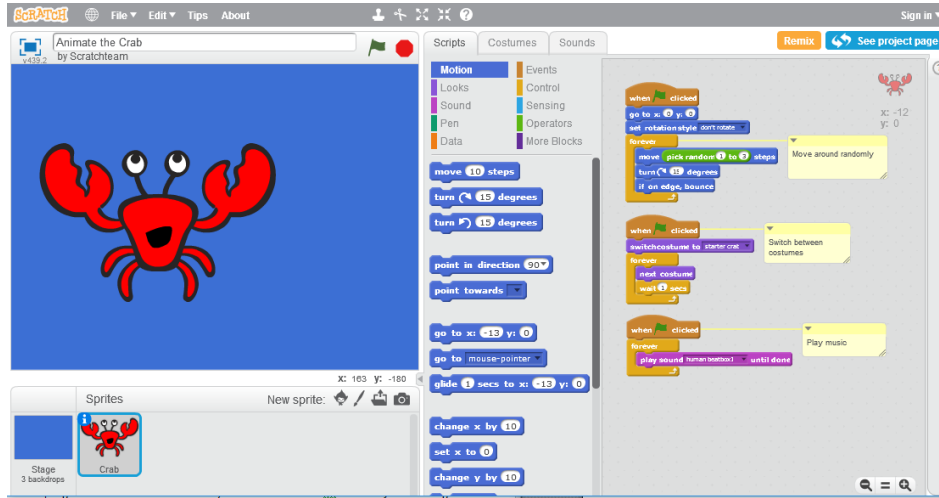 SCRATCH File Edit Tips About Sign in
Animate the Crab
by Scratchteam
v439.2
Scripts Costumes Sounds
Remix See project page
Motion Events
Looks Control
Sound Sensing
Pen Operators
Data More Blocks
move 10 steps
turn 15 degrees
turn 15 degrees
point in direction 90
point towards
go to x: -13 y: 0
go to mouse-pointer
glide 1 secs to x: -13 y: 0
change x by 10
set x to 0
change y by 10
when clicked
go to x: 0 y: 0
set rotation style don't rotate
forever
move pick random 1 to 3 steps
turn 15 degrees
if on edge, bounce
Move around randomly
x: -12
y: 0
when clicked
switch costume to starter crab
forever
next costume
wait 1 secs
Switch between
costumes
when clicked
forever
play sound human beatbox1 until done
Play music
X: 163 y: -180
Sprites New sprite:
Stage
3 backdrops
Crab